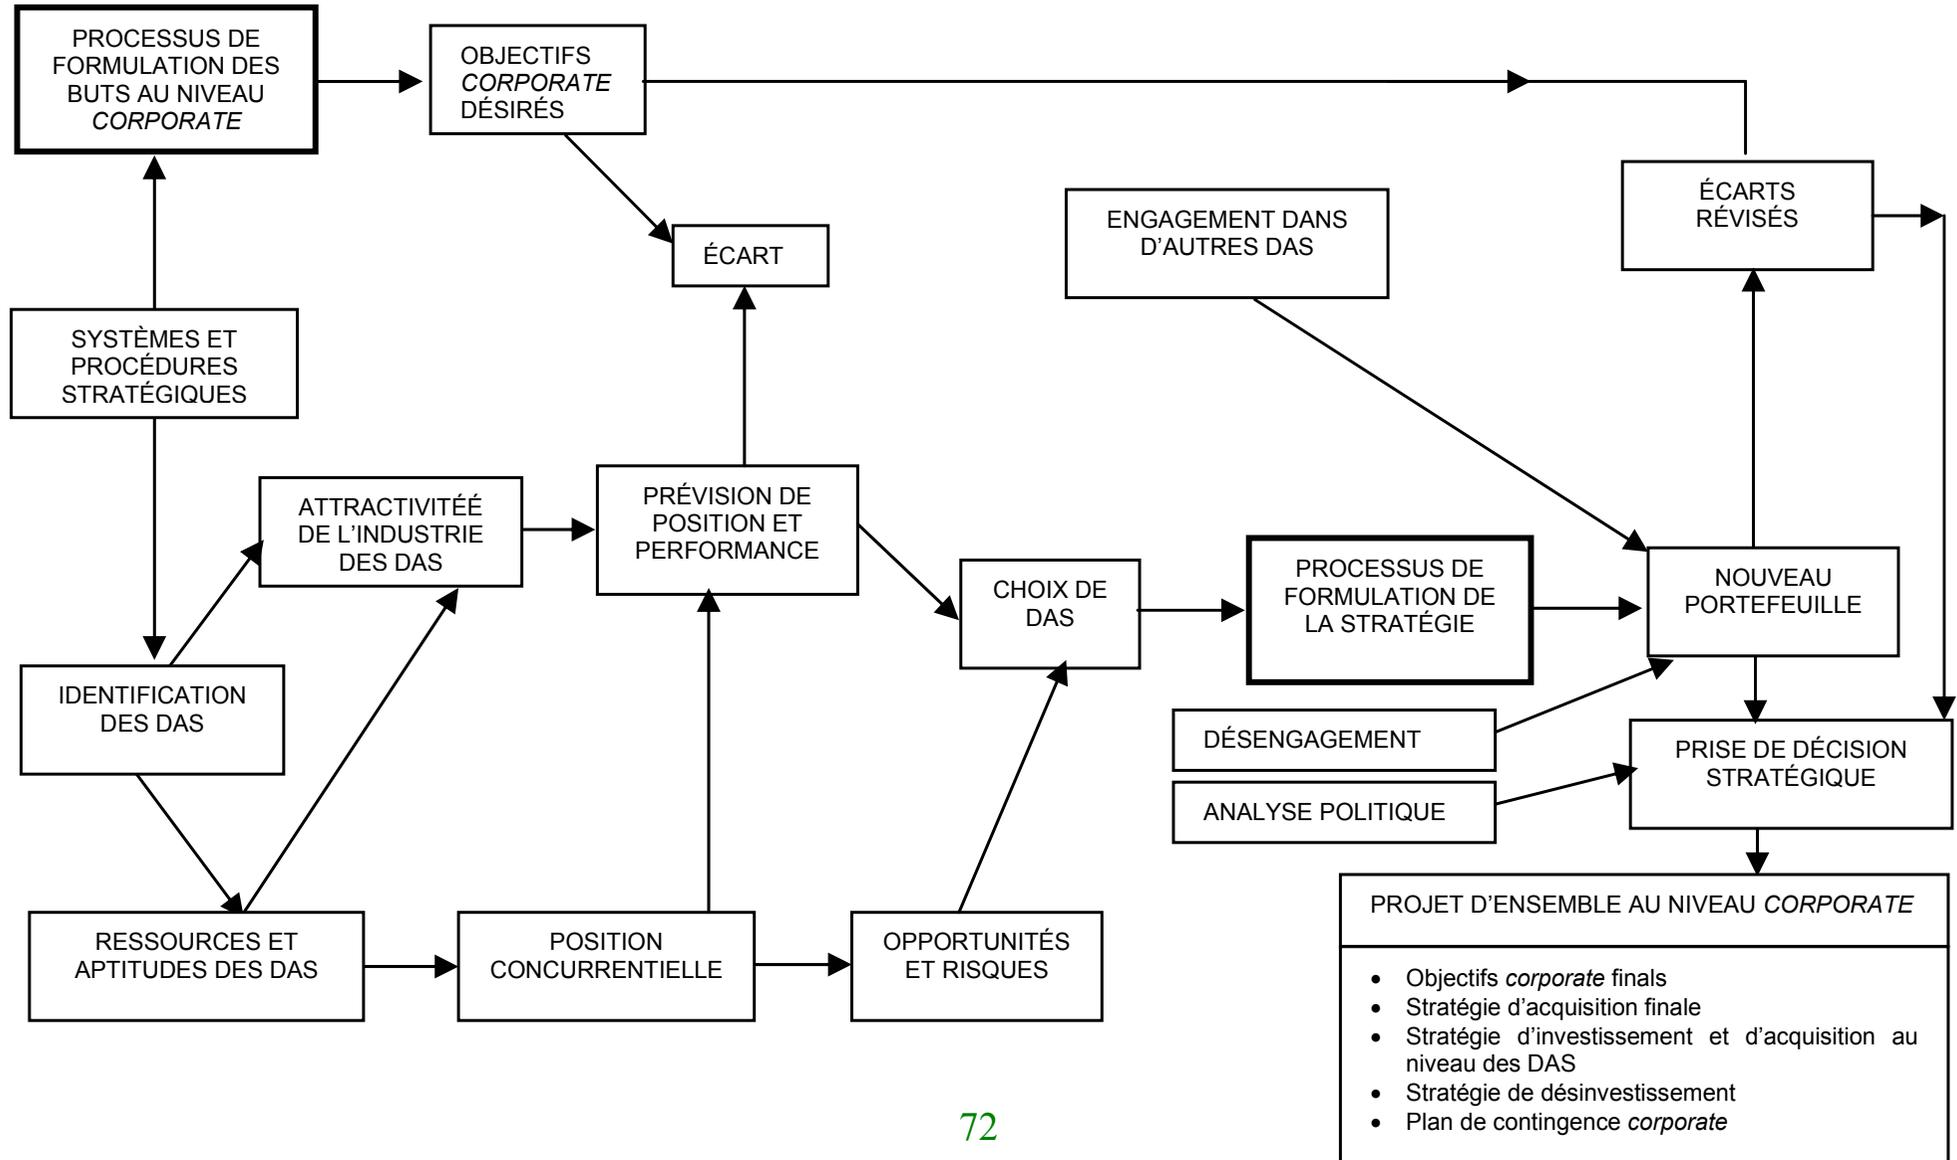 PROCESSUS DE
FORMULATION DES
BUTS AU NIVEAU
CORPORATE
OBJECTIFS
CORPORATE
DÉSIRÉS
ÉCARTS
RÉVISÉS
ENGAGEMENT DANS
D'AUTRES DAS
ÉCART
SYSTÈMES ET
PROCÉDURES
STRATÉGIQUES
ATTRACTIVITÉÉ
DE L'INDUSTRIE
DES DAS
PRÉVISION DE
POSITION ET
PERFORMANCE
CHOIX DE
DAS
PROCESSUS DE
FORMULATION DE
LA STRATÉGIE
NOUVEAU
PORTEFEUILLE
IDENTIFICATION
DES DAS
DÉSENGAGEMENT
PRISE DE DÉCISION
STRATÉGIQUE
ANALYSE POLITIQUE
RESSOURCES ET
APTITUDES DES DAS
POSITION
CONCURRENTIELLE
OPPORTUNITÉS
ET RISQUES
PROJET D'ENSEMBLE AU NIVEAU CORPORATE
• Objectifs corporate finals
• Stratégie d'acquisition finale
• Stratégie d'investissement et d'acquisition au
niveau des DAS
• Stratégie de désinvestissement
• Plan de contingence corporate
72